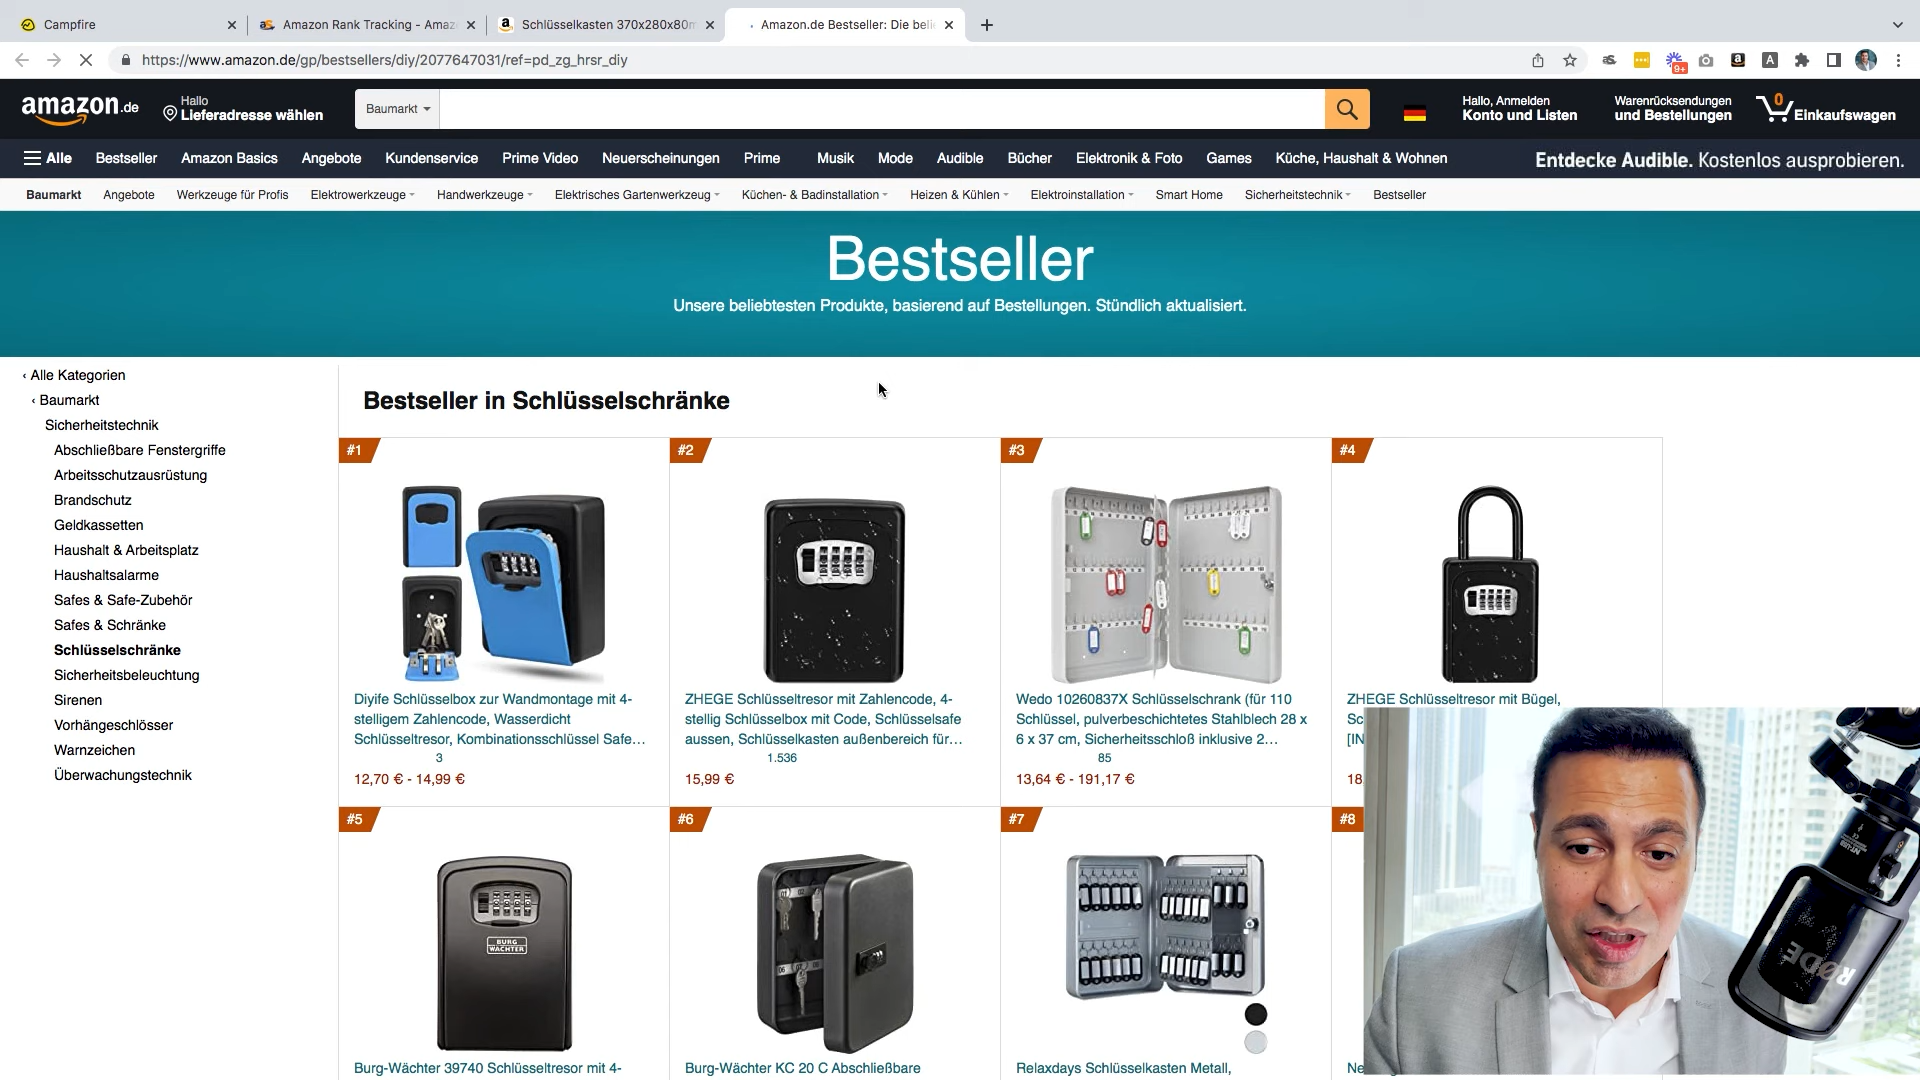 Campfire
Amazon Rank Tracking - Amaz
Schlüsselkasten 370x280x80m
Amazon.de Bestseller: Die beli
https://www.amazon.de/gp/bestsellers/diy/2077647031/ref=pd_zg_hrsr_diy
9+
amazon.de
Hallo
Lieferadresse wählen
Baumarkt
Hallo, Anmelden
Konto und Listen
Warenrücksendungen
und Bestellungen
0
Einkaufswagen
Alle
Bestseller
Amazon Basics
Angebote
Kundenservice
Prime Video
Neuerscheinungen
Prime
Musik
Mode
Audible
Bücher
Elektronik & Foto
Games
Küche, Haushalt & Wohnen
Entdecke Audible. Kostenlos ausprobieren.
Baumarkt
Angebote
Werkzeuge für Profis
Elektrowerkzeuge
Handwerkzeuge
Elektrisches Gartenwerkzeug
Küchen- & Badinstallation
Heizen & Kühlen
Elektroinstallation
Smart Home
Sicherheitstechnik
Bestseller
Bestseller
Unsere beliebtesten Produkte, basierend auf Bestellungen. Stündlich aktualisiert.
‹ Alle Kategorien
‹ Baumarkt
Sicherheitstechnik
Abschließbare Fenstergriffe
Arbeitsschutzausrüstung
Brandschutz
Geldkassetten
Haushalt & Arbeitsplatz
Haushaltsalarme
Safes & Safe-Zubehör
Safes & Schränke
Schlüsselschränke
Sicherheitsbeleuchtung
Sirenen
Vorhängeschlösser
Warnzeichen
Überwachungstechnik
Bestseller in Schlüsselschränke
#1
Diyife Schlüsselbox zur Wandmontage mit 4-
stelligem Zahlencode, Wasserdicht
Schlüsseltresor, Kombinationsschlüssel Safe…
3
12,70 € - 14,99 €
#2
ZHEGE Schlüsseltresor mit Zahlencode, 4-
stellig Schlüsselbox mit Code, Schlüsselsafe
aussen, Schlüsselkasten außenbereich für…
1.536
15,99 €
#3
Wedo 10260837X Schlüsselschrank (für 110
Schlüssel, pulverbeschichtetes Stahlblech 28 x
6 x 37 cm, Sicherheitsschloß inklusive 2…
85
13,64 € - 191,17 €
#4
ZHEGE Schlüsseltresor mit Bügel,
Sc
[IN
18,
#5
BURG
WÄCHTER
Burg-Wächter 39740 Schlüsseltresor mit 4-
#6
Burg-Wächter KC 20 C Abschließbare
#7
Relaxdays Schlüsselkasten Metall,
#8
Ne
RØDE